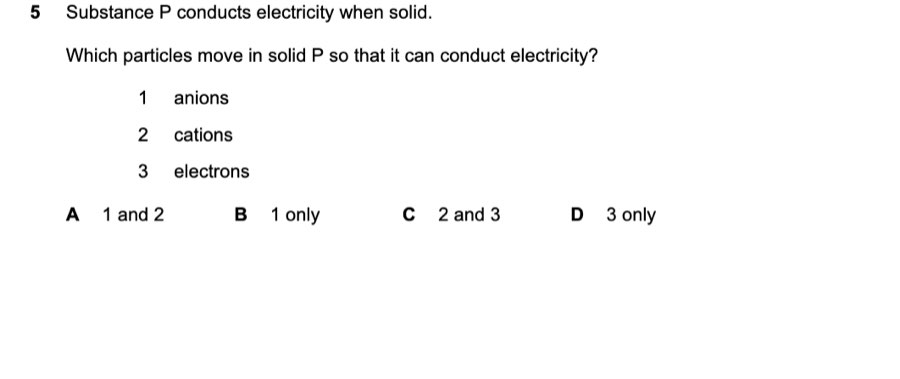 5 Substance P conducts electricity when solid.
Which particles move in solid P so that it can conduct electricity?
1 anions
2 cations
3 electrons
A 1 and 2 B 1 only C 2 and 3 D 3 only